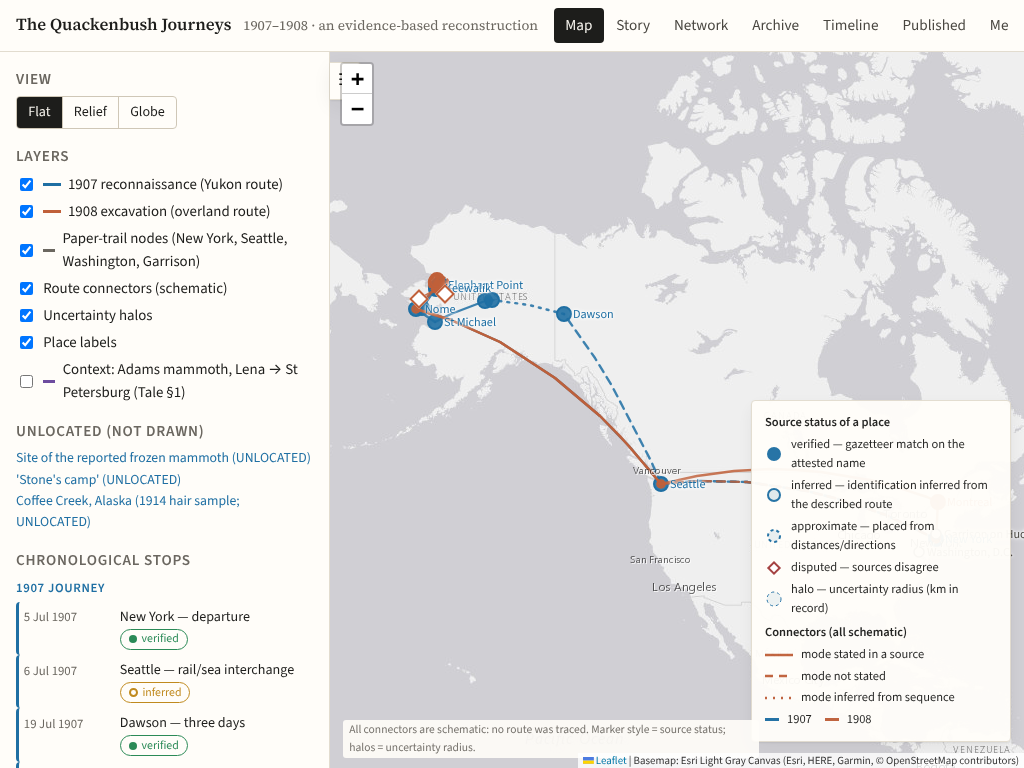 The Quackenbush Journeys
1907–1908 · an evidence-based reconstruction
Map
Story
Network
Archive
Timeline
Published
Me
VIEW
Flat
Relief
Globe
LAYERS
1907 reconnaissance (Yukon route)
1908 excavation (overland route)
Paper-trail nodes (New York, Seattle,
Washington, Garrison)
Route connectors (schematic)
Uncertainty halos
Place labels
Context: Adams mammoth, Lena → St
Petersburg (Tale §1)
UNLOCATED (NOT DRAWN)
Site of the reported frozen mammoth (UNLOCATED)
'Stone's camp' (UNLOCATED)
Coffee Creek, Alaska (1914 hair sample;
UNLOCATED)
CHRONOLOGICAL STOPS
1907 JOURNEY
5 Jul 1907
New York — departure
verified
6 Jul 1907
Seattle — rail/sea interchange
inferred
19 Jul 1907
Dawson — three days
verified
+
−
Elephant Point
Nome
St Michael
Dawson
Vancouver
Seattle
San Francisco
Los Angeles
Source status of a place
verified — gazetteer match on the
attested name
inferred — identification inferred from
the described route
approximate — placed from
distances/directions
disputed — sources disagree
halo — uncertainty radius (km in
record)
Connectors (all schematic)
mode stated in a source
mode not stated
mode inferred from sequence
1907
1908
All connectors are schematic: no route was traced. Marker style = source status;
halos = uncertainty radius.
VENEZUELA
Leaflet | Basemap: Esri Light Gray Canvas (Esri, HERE, Garmin, © OpenStreetMap contributors)